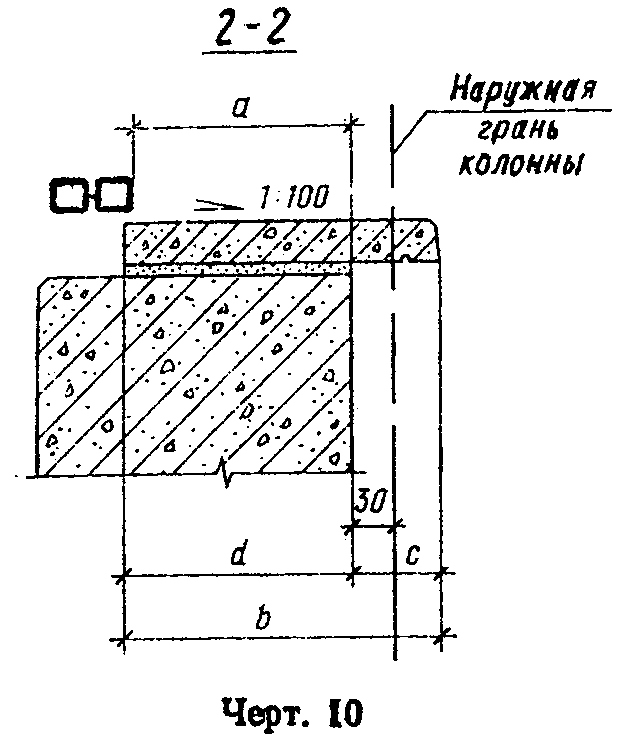 2-2
Наружная
грань
колонны
a
1:100
30
d
c
b
Черт. 10